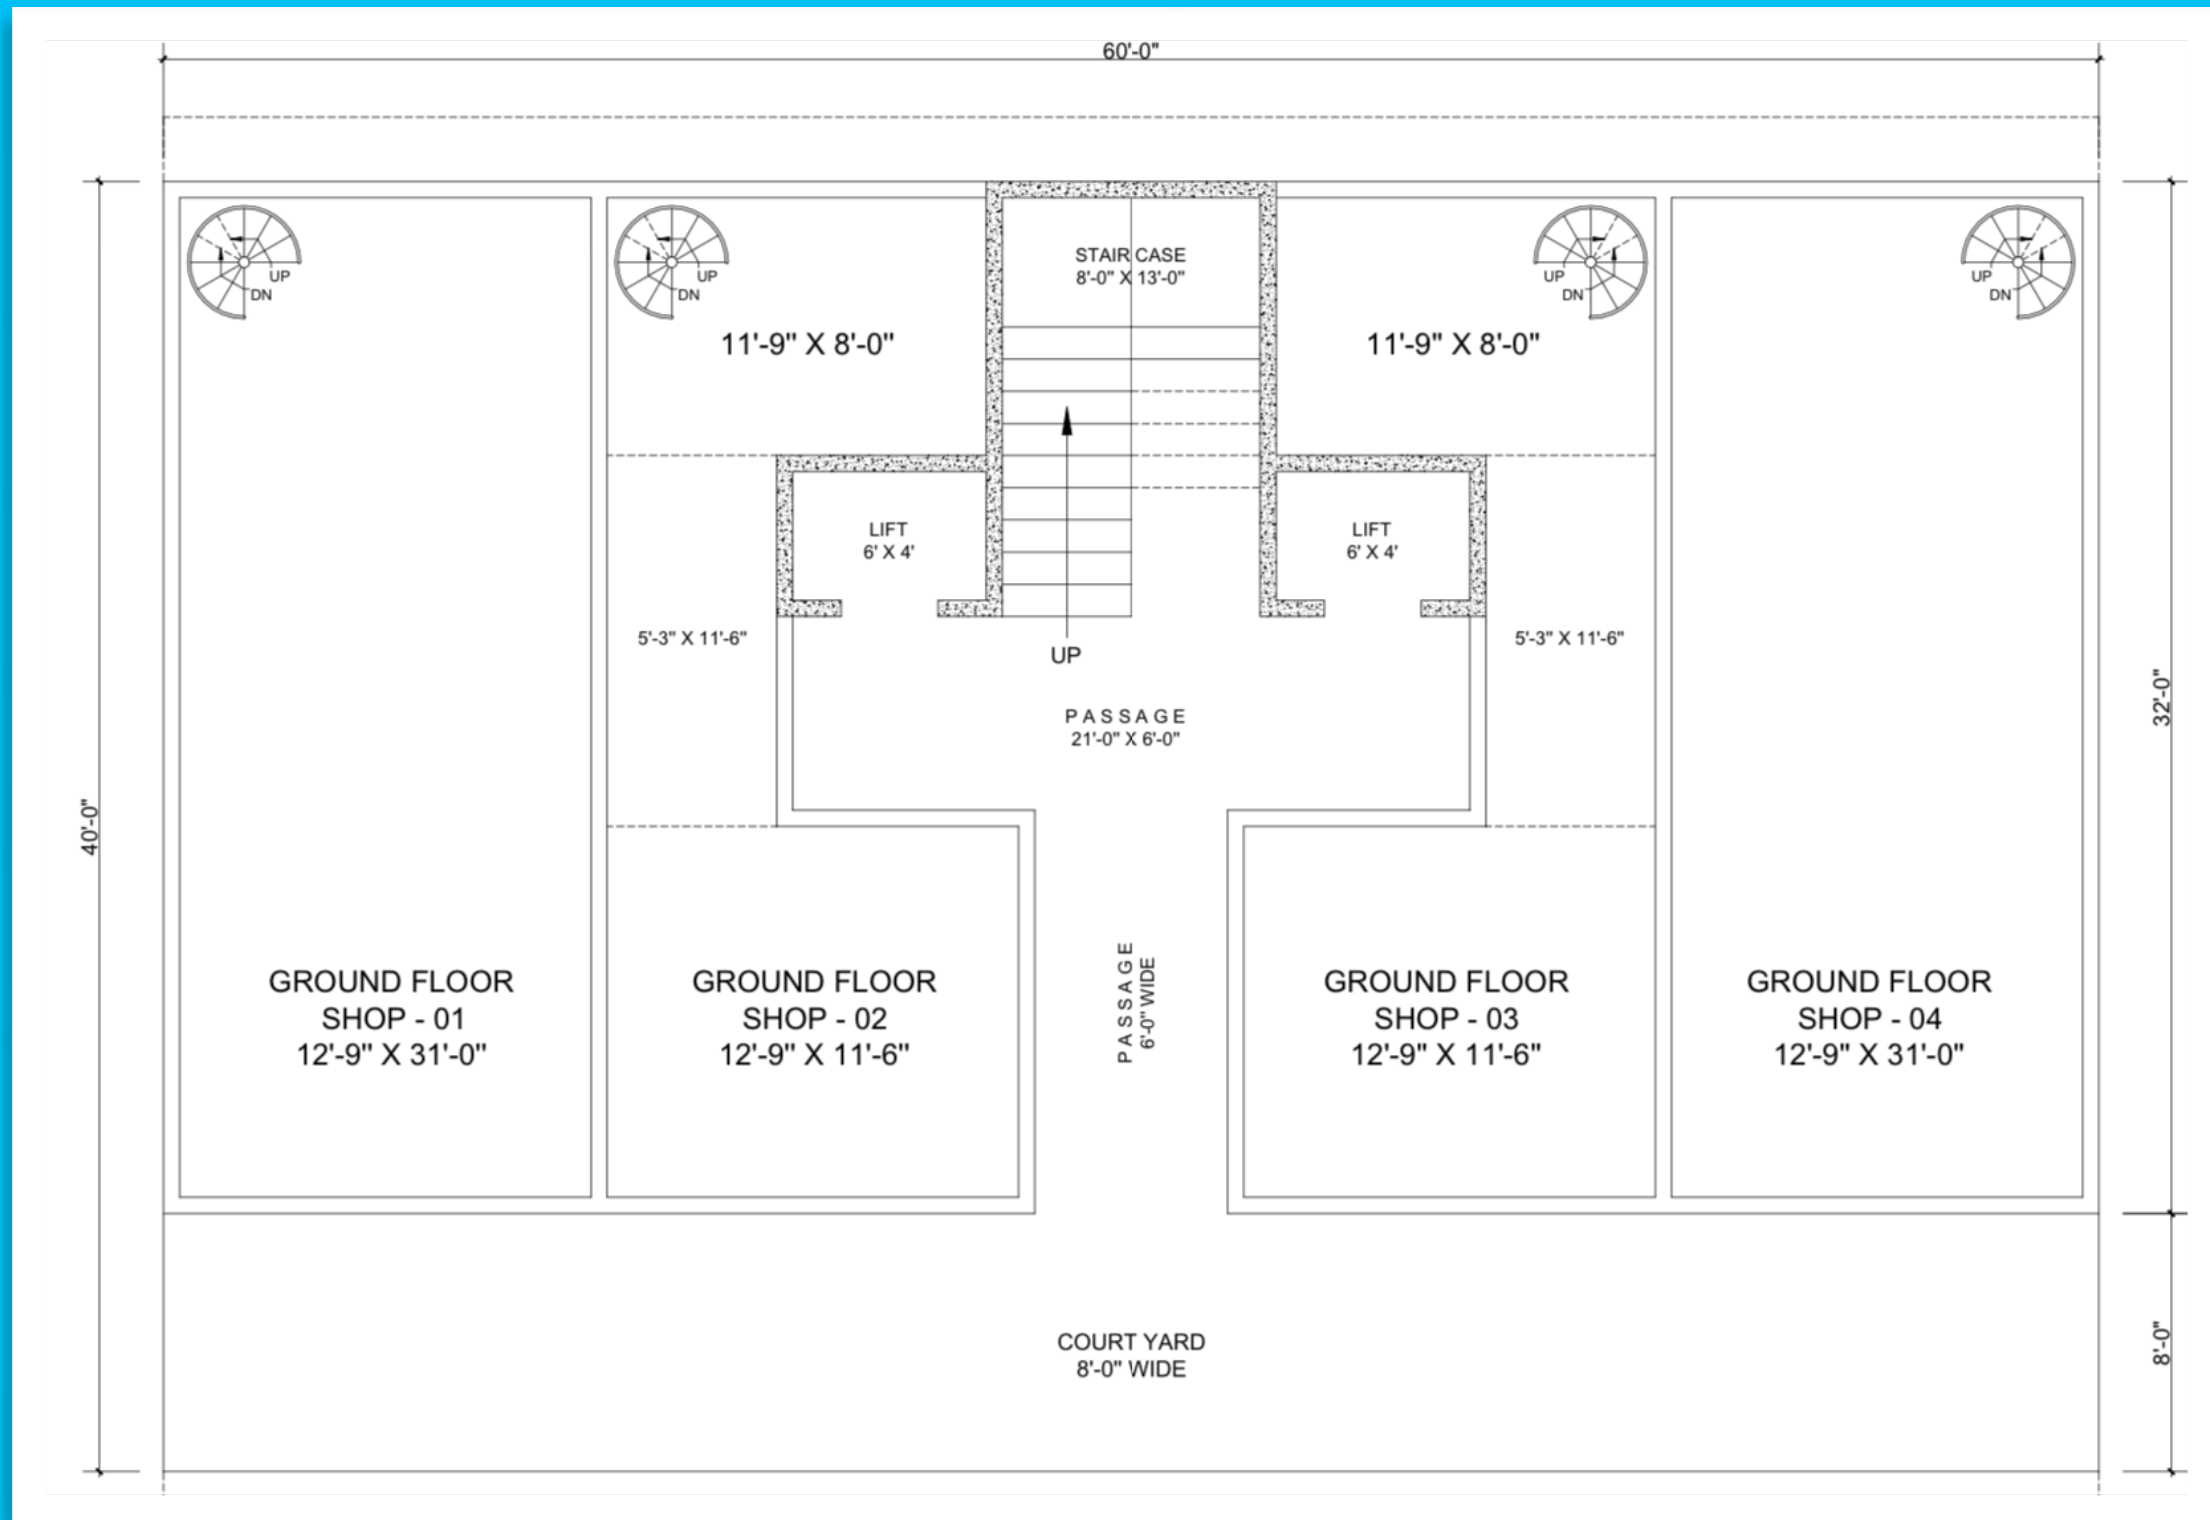 60'-0"
UP
DN
UP
DN
STAIR CASE
8'-0" X 13'-0"
UP
DN
UP
DN
11'-9" X 8'-0"
11'-9" X 8'-0"
LIFT
6' X 4'
LIFT
6' X 4'
5'-3" X 11'-6"
UP
5'-3" X 11'-6"
PASSAGE
21'-0" X 6'-0"
32'-0"
40'-0"
GROUND FLOOR
SHOP - 01
12'-9" X 31'-0"
GROUND FLOOR
SHOP - 02
12'-9" X 11'-6"
PASSAGE
6'-0" WIDE
GROUND FLOOR
SHOP - 03
12'-9" X 11'-6"
GROUND FLOOR
SHOP - 04
12'-9" X 31'-0"
COURT YARD
8'-0" WIDE
8'-0"